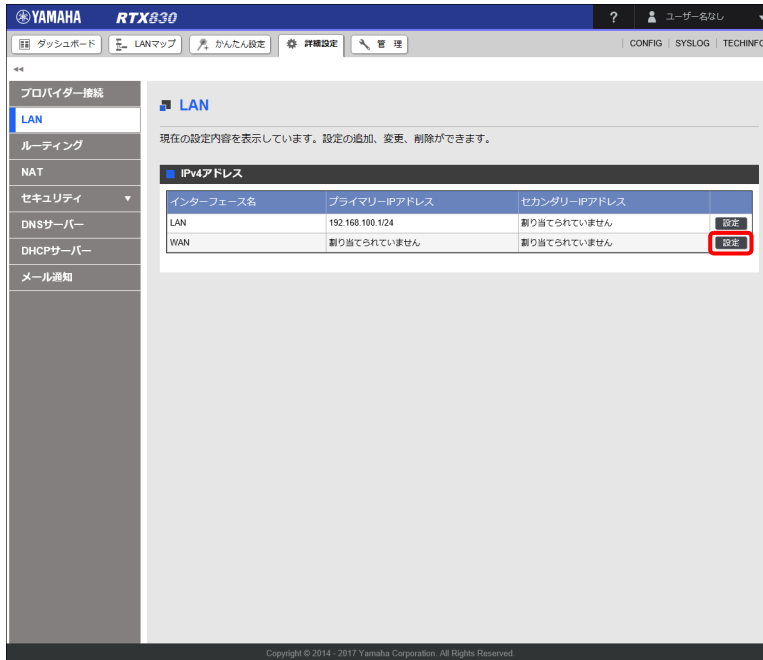 YAMAHA RTX830 ? ユーザー名なし
ダッシュボード LANマップ かんたん設定 詳細設定 管理 CONFIG SYSLOG TECHINFO
プロバイダー接続
LAN
ルーティング
NAT
セキュリティ
DNSサーバー
DHCPサーバー
メール通知
LAN
現在の設定内容を表示しています。設定の追加、変更、削除ができます。
IPv4アドレス
インターフェース名 プライマリーIPアドレス セカンダリーIPアドレス
LAN 192.168.100.1/24 割り当てられていません 設定
WAN 割り当てられていません 割り当てられていません 設定
Copyright © 2014 - 2017 Yamaha Corporation. All Rights Reserved.